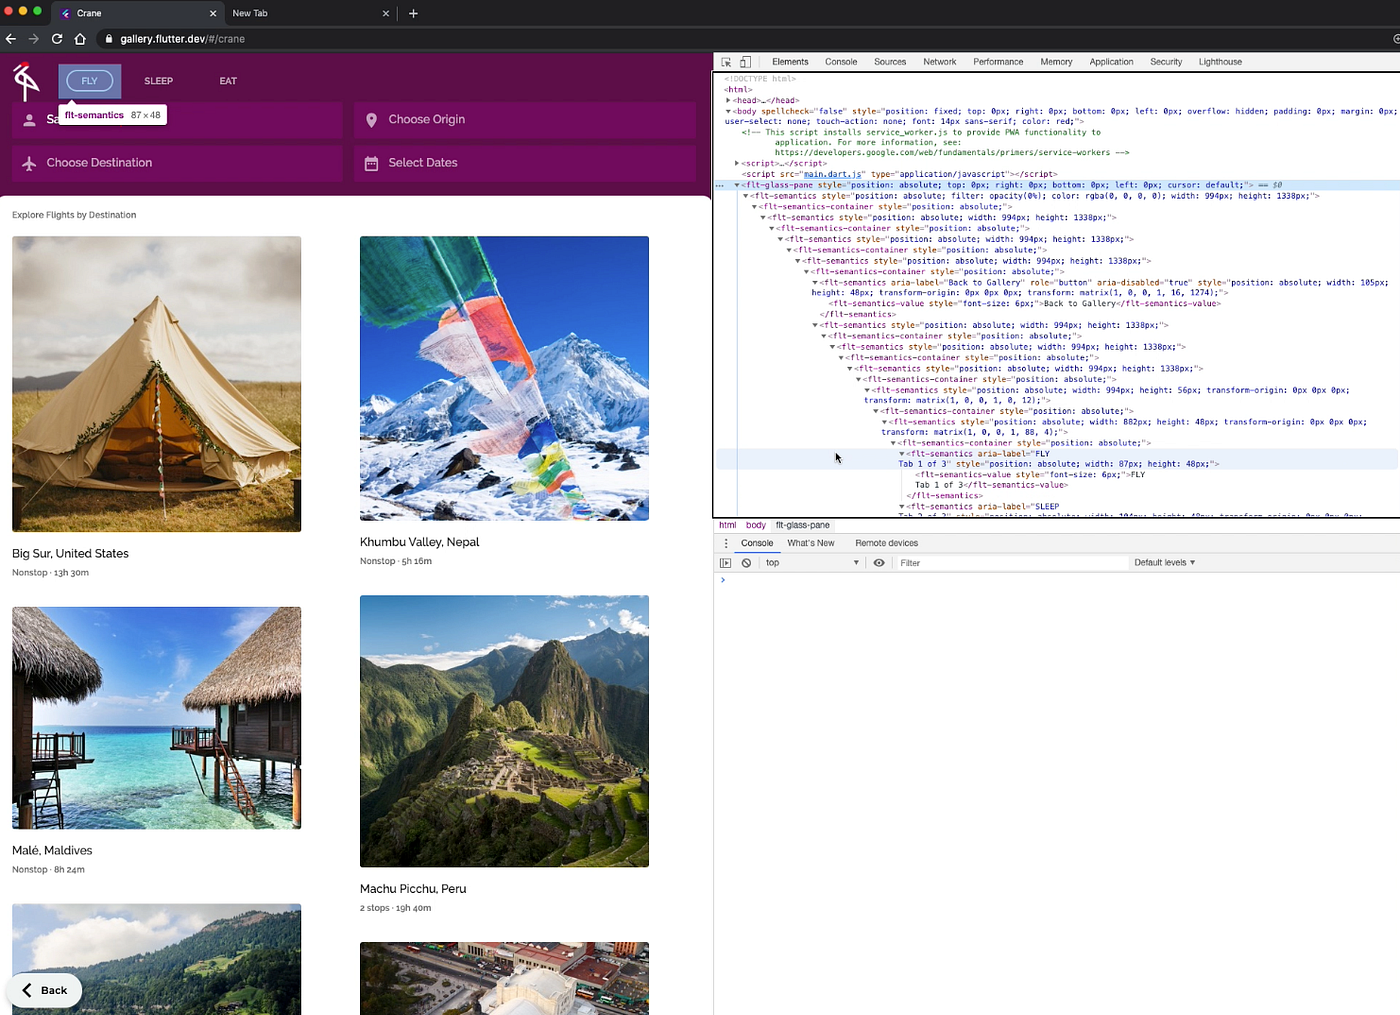 Crane
New Tab
gallery.flutter.dev/#/crane
FLY
SLEEP
EAT
flt-semantics 87 × 48
Sa
Choose Origin
Choose Destination
Select Dates
Explore Flights by Destination
Big Sur, United States
Nonstop · 13h 30m
Khumbu Valley, Nepal
Nonstop · 5h 16m
Malé, Maldives
Nonstop · 8h 24m
Machu Picchu, Peru
2 stops · 19h 40m
Back
Elements Console Sources Network Performance Memory Application Security Lighthouse
<!DOCTYPE html>
<html>
<head>…</head>
<body spellcheck="false" style="position: fixed; top: 0px; right: 0px; bottom: 0px; left: 0px; overflow: hidden; padding: 0px; margin: 0px;
user-select: none; touch-action: none; font: 14px sans-serif; color: red;">
<!-- This script installs service_worker.js to provide PWA functionality to
application. For more information, see:
https://developers.google.com/web/fundamentals/primers/service-workers -->
<script>…</script>
<script src="main.dart.js" type="application/javascript"></script>
… <flt-glass-pane style="position: absolute; top: 0px; right: 0px; bottom: 0px; left: 0px; cursor: default;"> == $0
<flt-semantics style="position: absolute; filter: opacity(0%); color: rgba(0, 0, 0, 0); width: 994px; height: 1338px;">
<flt-semantics-container style="position: absolute;">
<flt-semantics style="position: absolute; width: 994px; height: 1338px;">
<flt-semantics-container style="position: absolute;">
<flt-semantics style="position: absolute; width: 994px; height: 1338px;">
<flt-semantics-container style="position: absolute;">
<flt-semantics style="position: absolute; width: 994px; height: 1338px;">
<flt-semantics-container style="position: absolute;">
<flt-semantics aria-label="Back to Gallery" role="button" aria-disabled="true" style="position: absolute; width: 105px;
height: 48px; transform-origin: 0px 0px 0px; transform: matrix(1, 0, 0, 1, 16, 1274);">
<flt-semantics-value style="font-size: 6px;">Back to Gallery</flt-semantics-value>
</flt-semantics>
<flt-semantics style="position: absolute; width: 994px; height: 1338px;">
<flt-semantics-container style="position: absolute;">
<flt-semantics style="position: absolute; width: 994px; height: 1338px;">
<flt-semantics-container style="position: absolute;">
<flt-semantics style="position: absolute; width: 994px; height: 1338px;">
<flt-semantics-container style="position: absolute;">
<flt-semantics style="position: absolute; width: 994px; height: 56px; transform-origin: 0px 0px 0px;
transform: matrix(1, 0, 0, 1, 0, 12);">
<flt-semantics-container style="position: absolute;">
<flt-semantics style="position: absolute; width: 882px; height: 48px; transform-origin: 0px 0px 0px;
transform: matrix(1, 0, 0, 1, 88, 4);">
<flt-semantics-container style="position: absolute;">
<flt-semantics aria-label="FLY
Tab 1 of 3" style="position: absolute; width: 87px; height: 48px;">
<flt-semantics-value style="font-size: 6px;">FLY
Tab 1 of 3</flt-semantics-value>
</flt-semantics>
<flt-semantics aria-label="SLEEP
html body flt-glass-pane
Console What's New Remote devices
top Filter Default levels